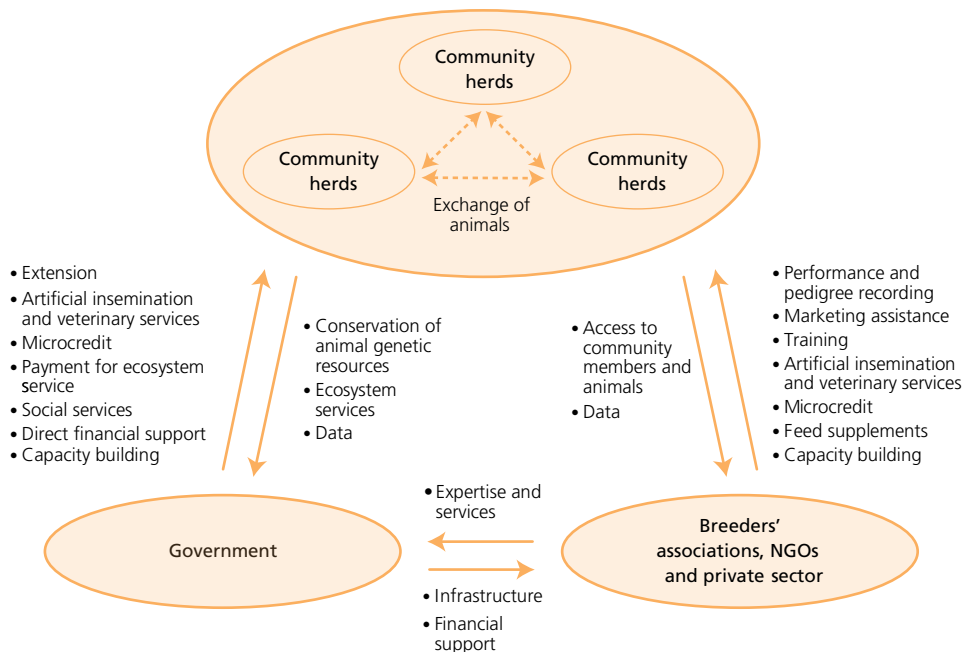 Community
herds
Community
herds
Community
herds
Exchange of
animals
• Extension
• Artificial insemination
and veterinary services
• Microcredit
• Payment for ecosystem
service
• Social services
• Direct financial support
• Capacity building
• Conservation of
animal genetic
resources
• Ecosystem
services
• Data
• Access to
community
members and
animals
• Data
• Performance and
pedigree recording
• Marketing assistance
• Training
• Artificial insemination
and veterinary services
• Microcredit
• Feed supplements
• Capacity building
Government
• Expertise and
services
• Infrastructure
• Financial
support
Breeders'
associations, NGOs
and private sector